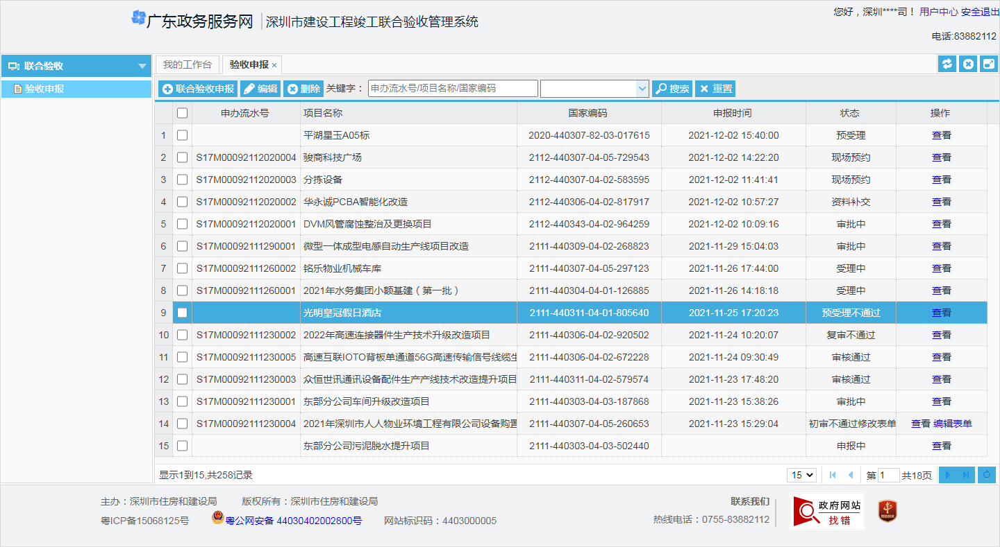 您好，深圳****司！ 用户中心 安全退出
广东政务服务网 深圳市建设工程竣工联合验收管理系统
电话:83882112
联合验收
验收申报
我的工作台 验收申报 ×
联合验收申报 编辑 删除 关键字： 申办流水号/项目名称/国家编码 搜索 重置
申办流水号 项目名称 国家编码 申报时间 状态 操作
1 平湖星玉A05标 2020-440307-82-03-017615 2021-12-02 15:40:00 预受理 查看
2 S17M00092112020004 骏商科技广场 2112-440307-04-05-729543 2021-12-02 14:22:20 现场预约 查看
3 S17M00092112020003 分拣设备 2112-440307-04-02-583595 2021-12-02 11:41:41 现场预约 查看
4 S17M00092112020002 华永诚PCBA智能化改造 2112-440306-04-02-817917 2021-12-02 10:57:27 资料补交 查看
5 S17M00092112020001 DVM风管腐蚀整治及更换项目 2112-440343-04-02-964259 2021-12-02 10:09:16 审批中 查看
6 S17M00092111290001 微型一体成型电感自动生产线项目改造 2111-440309-04-02-268823 2021-11-29 15:04:03 审批中 查看
7 S17M00092111260002 铭乐物业机械车库 2111-440307-04-05-297123 2021-11-26 17:44:00 受理中 查看
8 S17M00092111260001 2021年水务集团小额基建（第一批） 2111-440304-04-01-126885 2021-11-26 14:18:18 受理中 查看
9 光明皇冠假日酒店 2111-440311-04-01-805640 2021-11-25 17:20:23 预受理不通过 查看
10 S17M00092111230002 2022年高速连接器件生产技术升级改造项目 2111-440306-04-02-920502 2021-11-24 10:20:07 复审不通过 查看
11 S17M00092111230005 高速互联IOTO背板单通道56G高速传输信号线缆生 2111-440306-04-02-672228 2021-11-24 09:30:49 审核通过 查看
12 S17M00092111230003 众恒世讯通讯设备配件生产产线技术改造提升项目 2111-440311-04-02-579574 2021-11-23 17:48:20 审核通过 查看
13 S17M00092111230001 东部分公司车间升级改造项目 2111-440303-04-03-187868 2021-11-23 15:38:26 审批中 查看
14 S17M00092111230004 2021年深圳市人人物业环境工程有限公司设备购置 2111-440307-04-05-260653 2021-11-23 15:29:04 初审不通过修改表单 查看 编辑表单
15 东部分公司污泥脱水提升项目 2111-440303-04-03-502440 申报中 查看
显示1到15,共258记录 15 第 1 共18页
主办：深圳市住房和建设局 版权所有：深圳市住房和建设局 联系我们
粤ICP备15068125号 粤公网安备 44030402002800号 网站标识码：4403000005 热线电话：0755-83882112
政府网站
找错